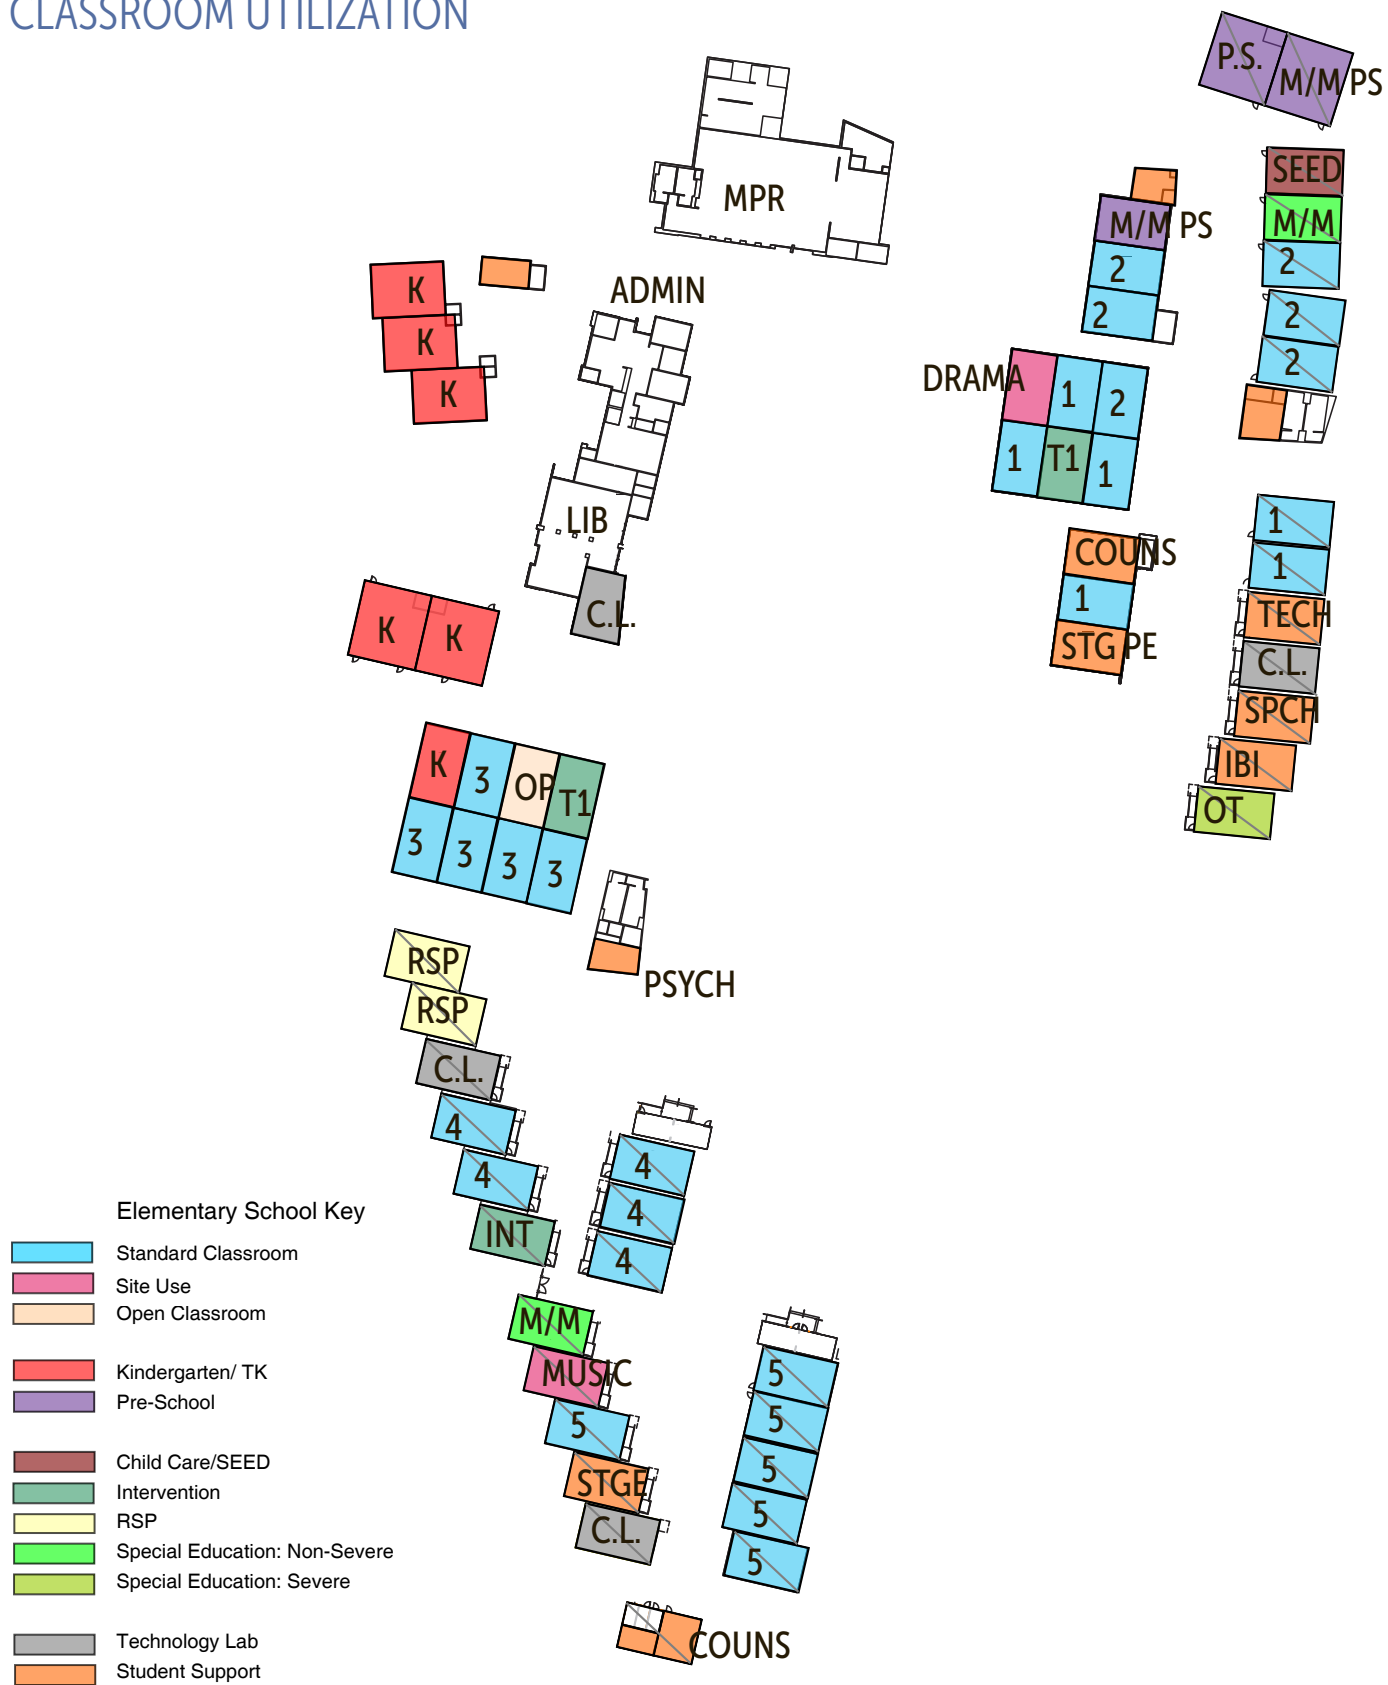 CLASSROOM UTILIZATION
P.S.
M/M PS
MPR
SEED
M/M
2
2
2
M/M PS
2
2
ADMIN
K
K
K
DRAMA
1
2
1
T1
1
LIB
C.L.
COUNS
1
STG PE
1
1
TECH
C.L.
SPCH
IBI
OT
K
K
K
3
OP
T1
3
3
3
3
PSYCH
RSP
RSP
C.L.
4
4
INT
4
4
4
M/M
MUSIC
5
STGE
C.L.
5
5
5
5
5
COUNS
Elementary School Key
Standard Classroom
Site Use
Open Classroom
Kindergarten/ TK
Pre-School
Child Care/SEED
Intervention
RSP
Special Education: Non-Severe
Special Education: Severe
Technology Lab
Student Support